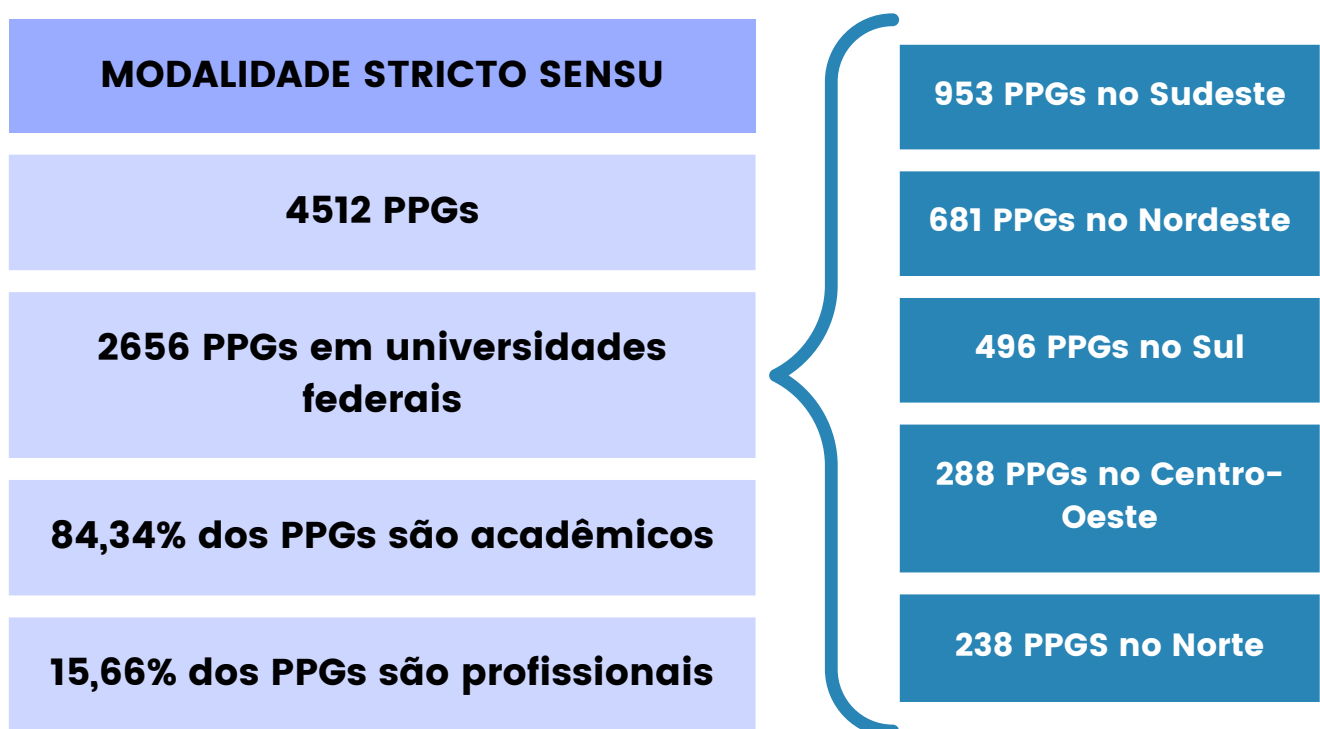 MODALIDADE STRICTO SENSU
4512 PPGs
2656 PPGs em universidades
federais
84,34% dos PPGs são acadêmicos
15,66% dos PPGs são profissionais
953 PPGs no Sudeste
681 PPGs no Nordeste
496 PPGs no Sul
288 PPGs no Centro-
Oeste
238 PPGS no Norte